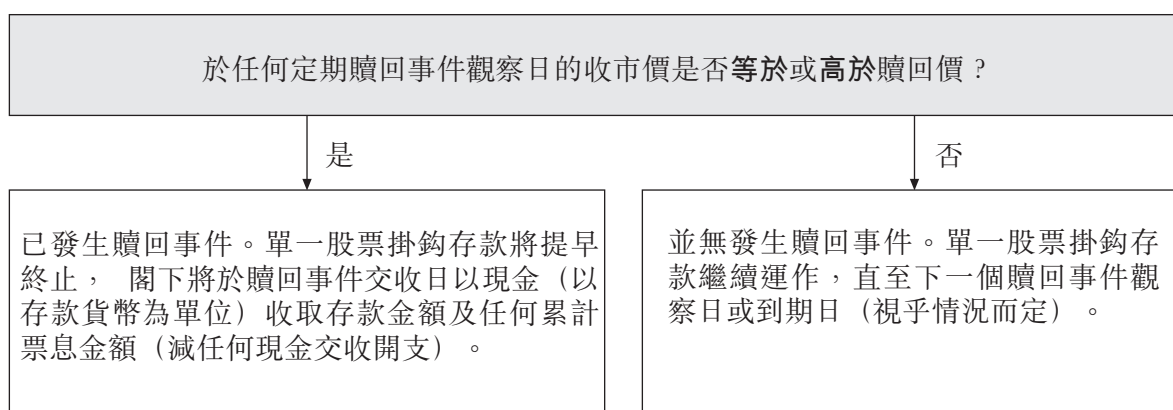 於任何定期贖回事件觀察日的收市價是否等於或高於贖回價？
是
否
已發生贖回事件。單一股票掛鈎存款將提早
終止， 閣下將於贖回事件交收日以現金（以
存款貨幣為單位）收取存款金額及任何累計
票息金額（減任何現金交收開支）。
並無發生贖回事件。單一股票掛鈎存
款繼續運作，直至下一個贖回事件觀
察日或到期日（視乎情況而定）。